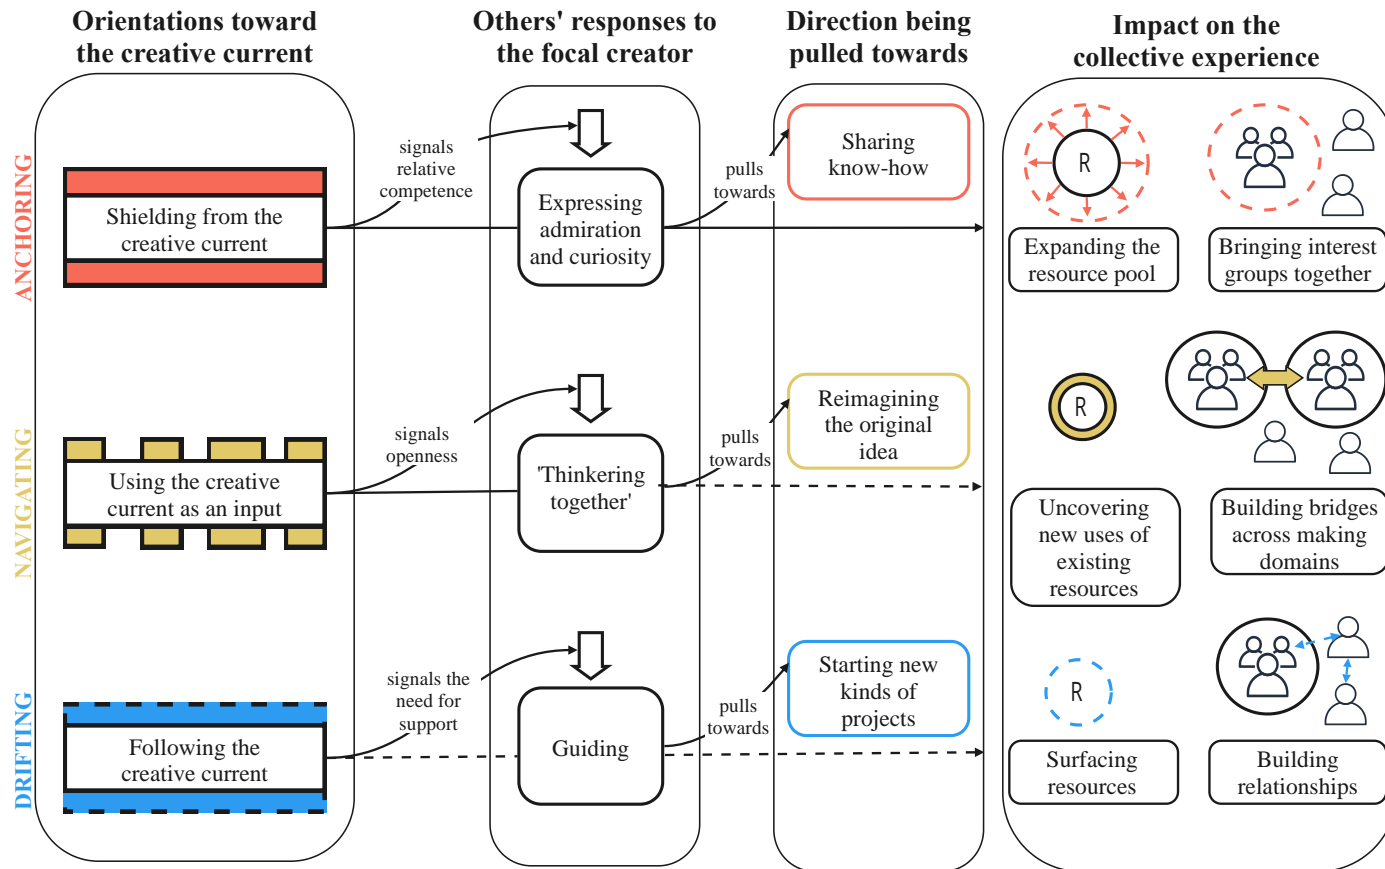 Orientations toward
the creative current
Others' responses to
the focal creator
Direction being
pulled towards
Impact on the
collective experience
ANCHORING
Shielding from the
creative current
signals
relative
competence
Expressing
admiration
and curiosity
pulls
towards
Sharing
know-how
R
Expanding the
resource pool
Bringing interest
groups together
NAVIGATING
Using the creative
current as an input
signals
openness
'Thinkering
together'
pulls
towards
Reimagining
the original
idea
R
Uncovering
new uses of
existing
resources
Building bridges
across making
domains
DRIFTING
Following the
creative current
signals the
need for
support
Guiding
pulls
towards
Starting new
kinds of
projects
R
Surfacing
resources
Building
relationships